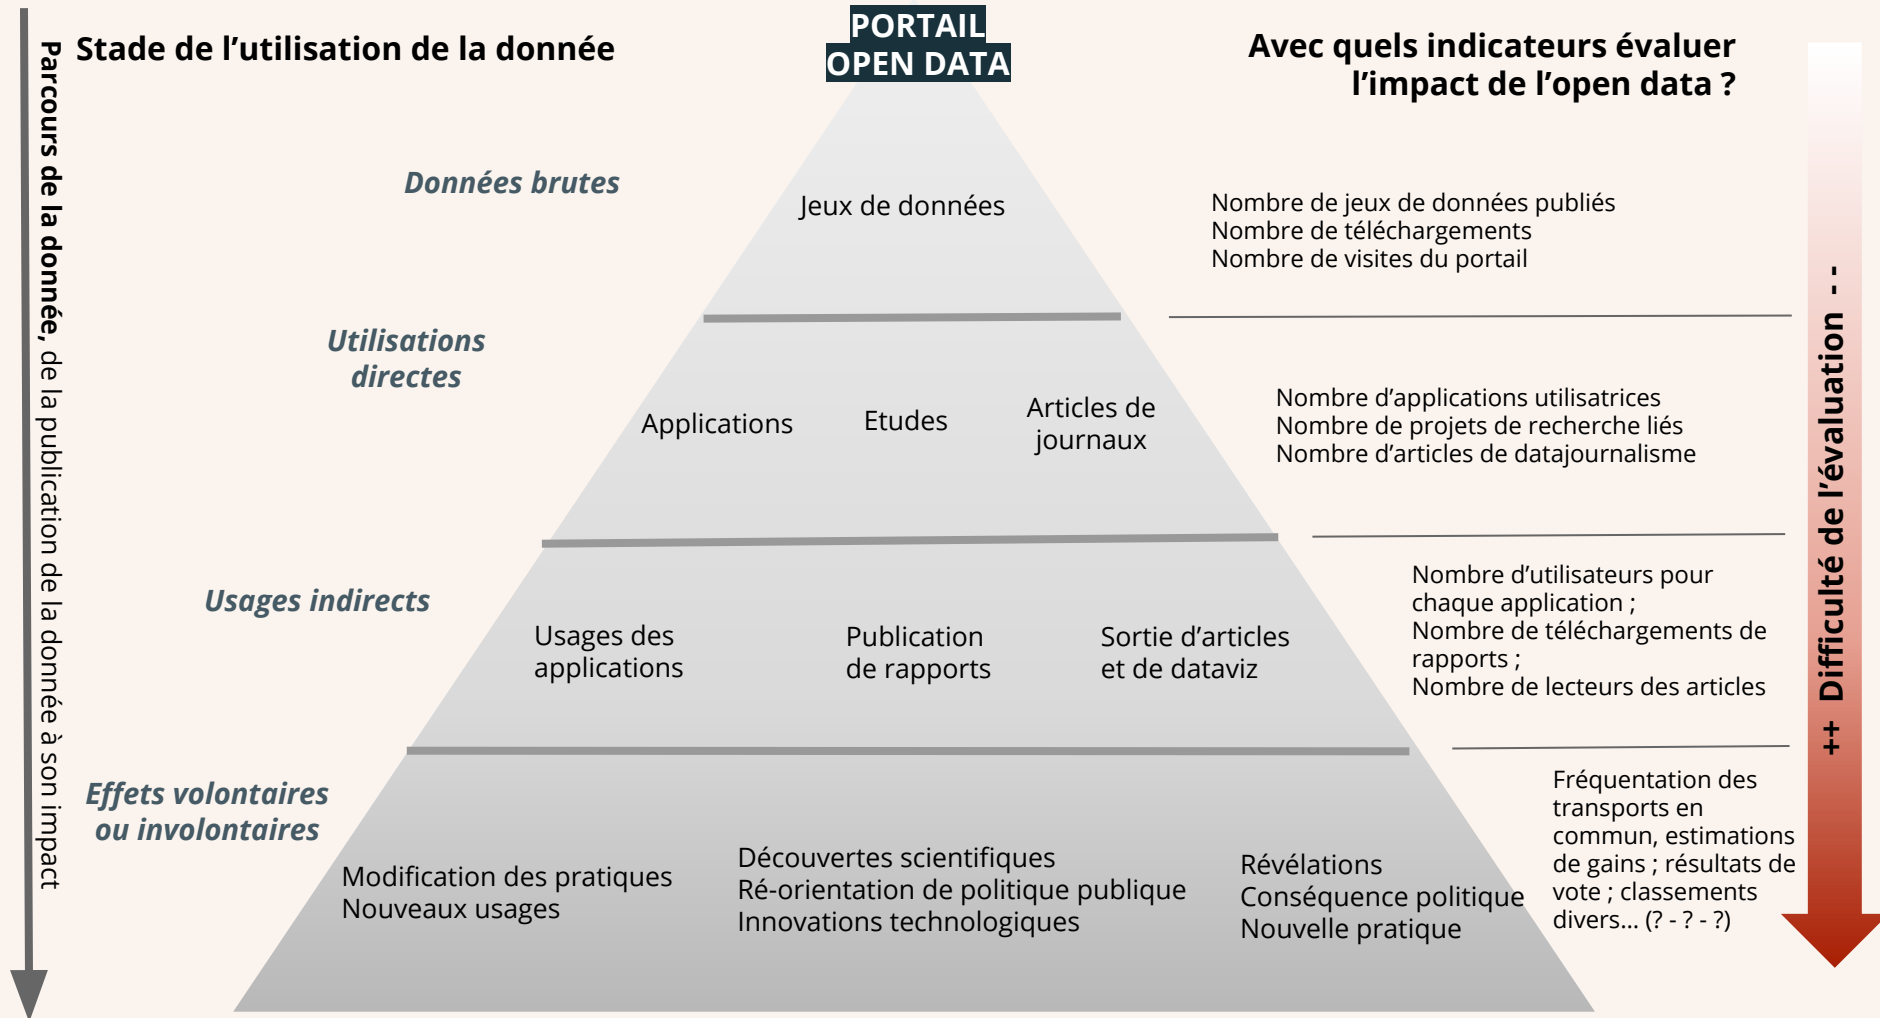 PORTAIL
OPEN DATA
Stade de l’utilisation de la donnée
Avec quels indicateurs évaluer
l’impact de l’open data ?
Parcours de la donnée, de la publication de la donnée à son impact
Données brutes
Jeux de données
Nombre de jeux de données publiés
Nombre de téléchargements
Nombre de visites du portail
Utilisations
directes
Applications
Etudes
Articles de
journaux
Nombre d’applications utilisatrices
Nombre de projets de recherche liés
Nombre d’articles de datajournalisme
Usages indirects
Usages des
applications
Publication
de rapports
Sortie d’articles
et de dataviz
Nombre d’utilisateurs pour
chaque application ;
Nombre de téléchargements de
rapports ;
Nombre de lecteurs des articles
Effets volontaires
ou involontaires
Modification des pratiques
Nouveaux usages
Découvertes scientifiques
Ré-orientation de politique publique
Innovations technologiques
Révélations
Conséquence politique
Nouvelle pratique
Fréquentation des
transports en
commun, estimations
de gains ; résultats de
vote ; classements
divers… (? - ? - ?)
++ Difficulté de l’évaluation - -